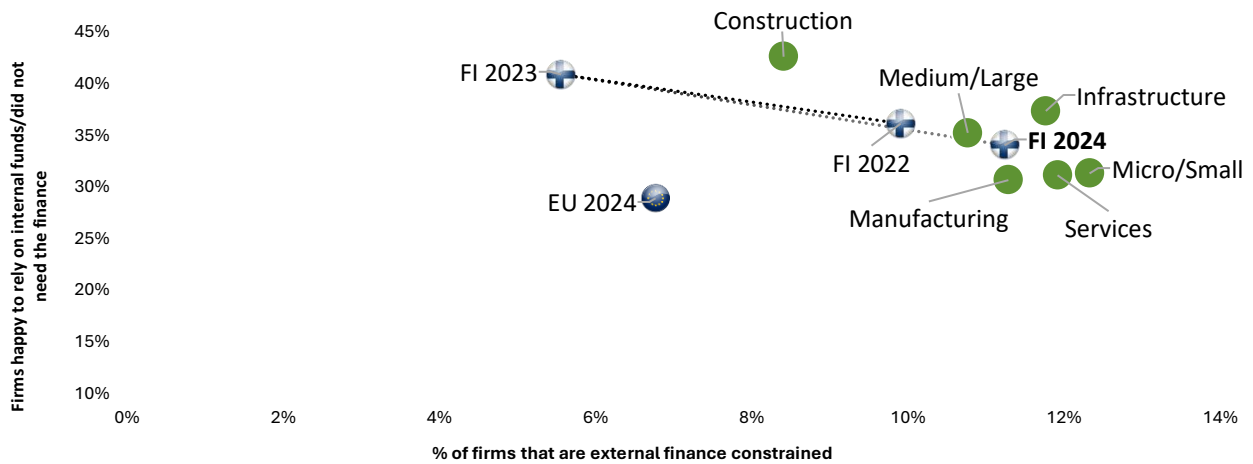 Firms happy to rely on internal funds/did not
need the finance
45%
40%
35%
30%
25%
20%
15%
10%
Construction
FI 2023
Medium/Large
Infrastructure
FI 2022
FI 2024
Micro/Small
EU 2024
Manufacturing
Services
0%
2%
4%
6%
8%
10%
12%
14%
% of firms that are external finance constrained